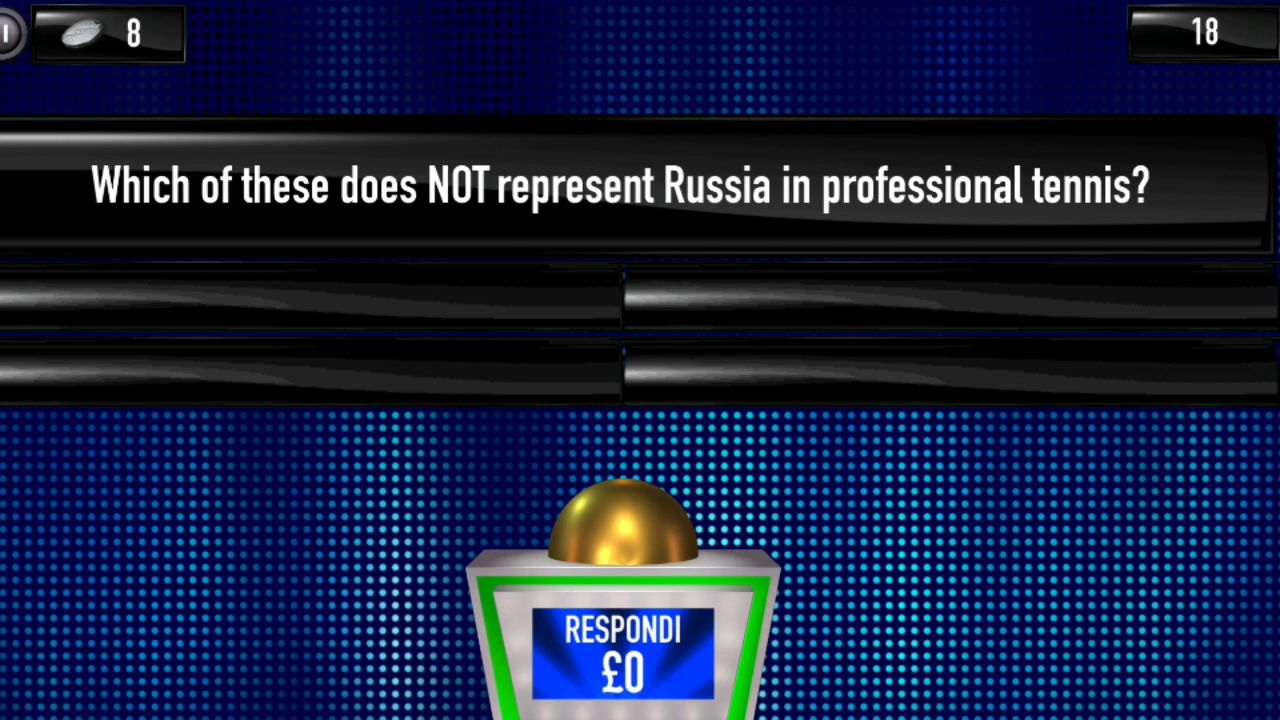 8
18
Which of these does NOT represent Russia in professional tennis?
RESPONDI
£0